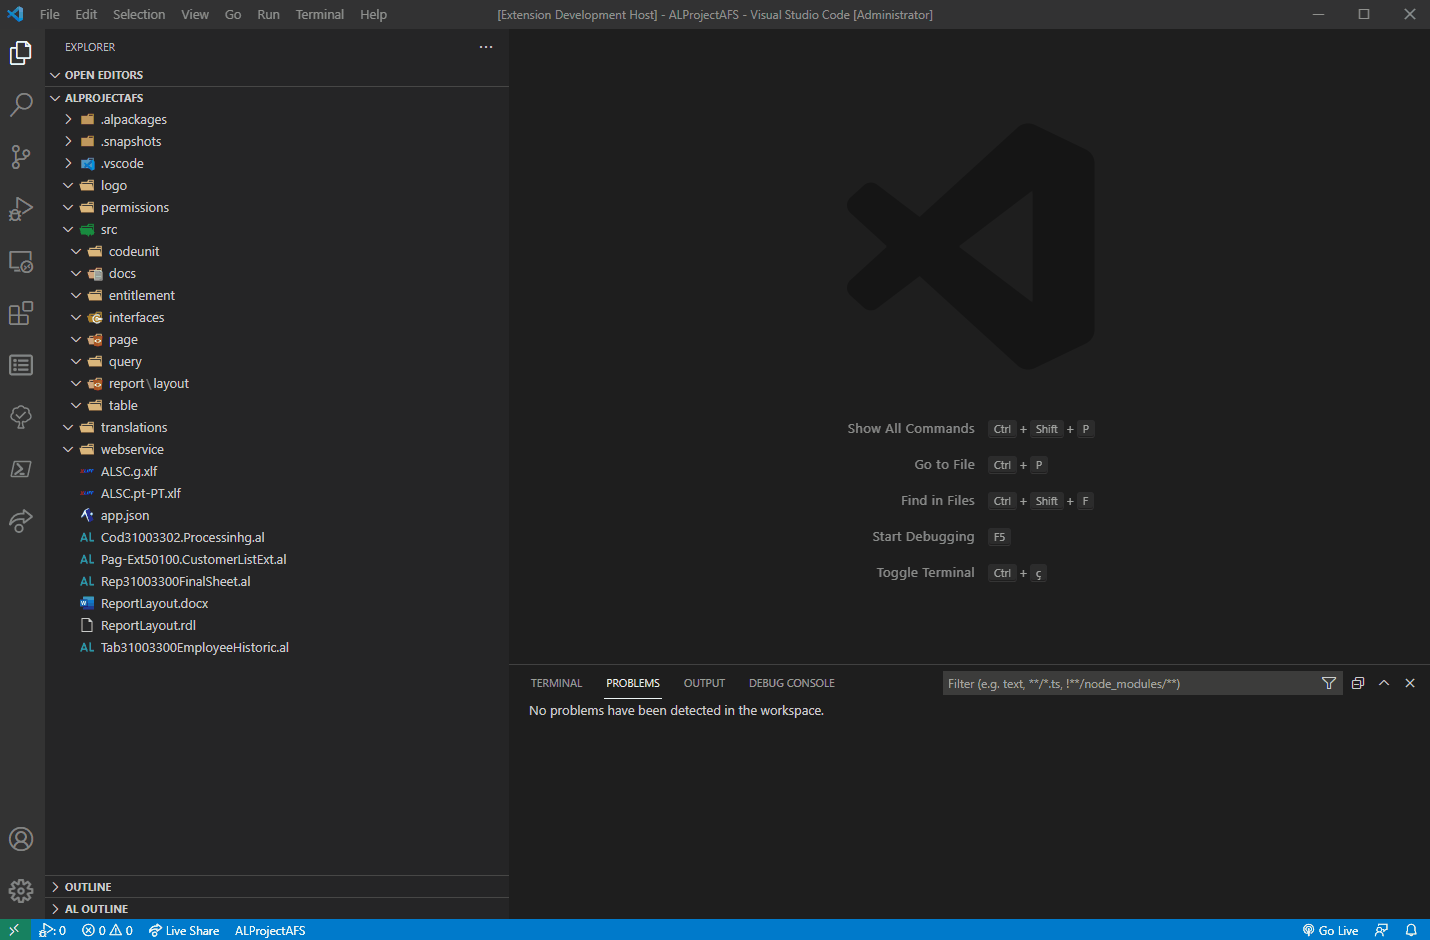 File Edit Selection View Go Run Terminal Help [Extension Development Host] - ALProjectAFS - Visual Studio Code [Administrator]
EXPLORER
OPEN EDITORS
ALPROJECTAFS
.alpackages
.snapshots
.vscode
logo
permissions
src
codeunit
docs
entitlement
interfaces
page
query
report\layout
table
translations
webservice
ALSC.g.xlf
ALSC.pt-PT.xlf
app.json
AL Cod31003302.Processinhg.al
AL Pag-Ext50100.CustomerListExt.al
AL Rep31003300FinalSheet.al
ReportLayout.docx
ReportLayout.rdl
AL Tab31003300EmployeeHistoric.al
OUTLINE
AL OUTLINE
Show All Commands Ctrl + Shift + P
Go to File Ctrl + P
Find in Files Ctrl + Shift + F
Start Debugging F5
Toggle Terminal Ctrl + ç
TERMINAL PROBLEMS OUTPUT DEBUG CONSOLE Filter (e.g. text, **/*.ts, !**/node_modules/**)
No problems have been detected in the workspace.
: 0 0 0 Live Share ALProjectAFS Go Live